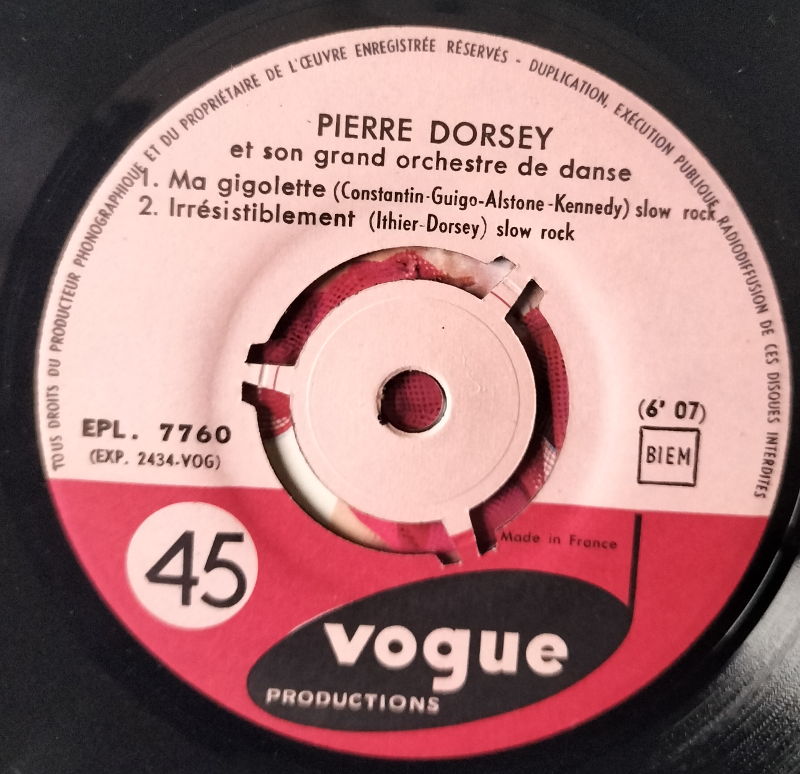 TOUS DROITS DU PRODUCTEUR PHONOGRAPHIQUE ET DU PROPRIÉTAIRE DE L'ŒUVRE ENREGISTRÉE RÉSERVÉS - DUPLICATION, EXÉCUTION PUBLIQUE, RADIODIFFUSION DE CES DISQUES INTERDITES
PIERRE DORSEY
et son grand orchestre de danse
1. Ma gigolette (Constantin-Guigo-Alstone-Kennedy) slow rock
2. Irrésistiblement (Ithier-Dorsey) slow rock
EPL. 7760
(EXP. 2434-VOG)
(6' 07)
BIEM
45
Made in France
vogue
PRODUCTIONS